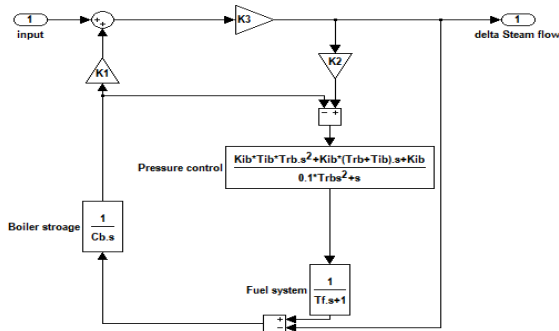 1
input
+
+
K3
1
delta Steam flow
K1
K2
− +
Pressure control
Kib*Tib*Trb.s²+Kib*(Trb+Tib).s+Kib
0.1*Trbs²+s
Boiler stroage
1
Cb.s
Fuel system
1
Tf.s+1
+
−